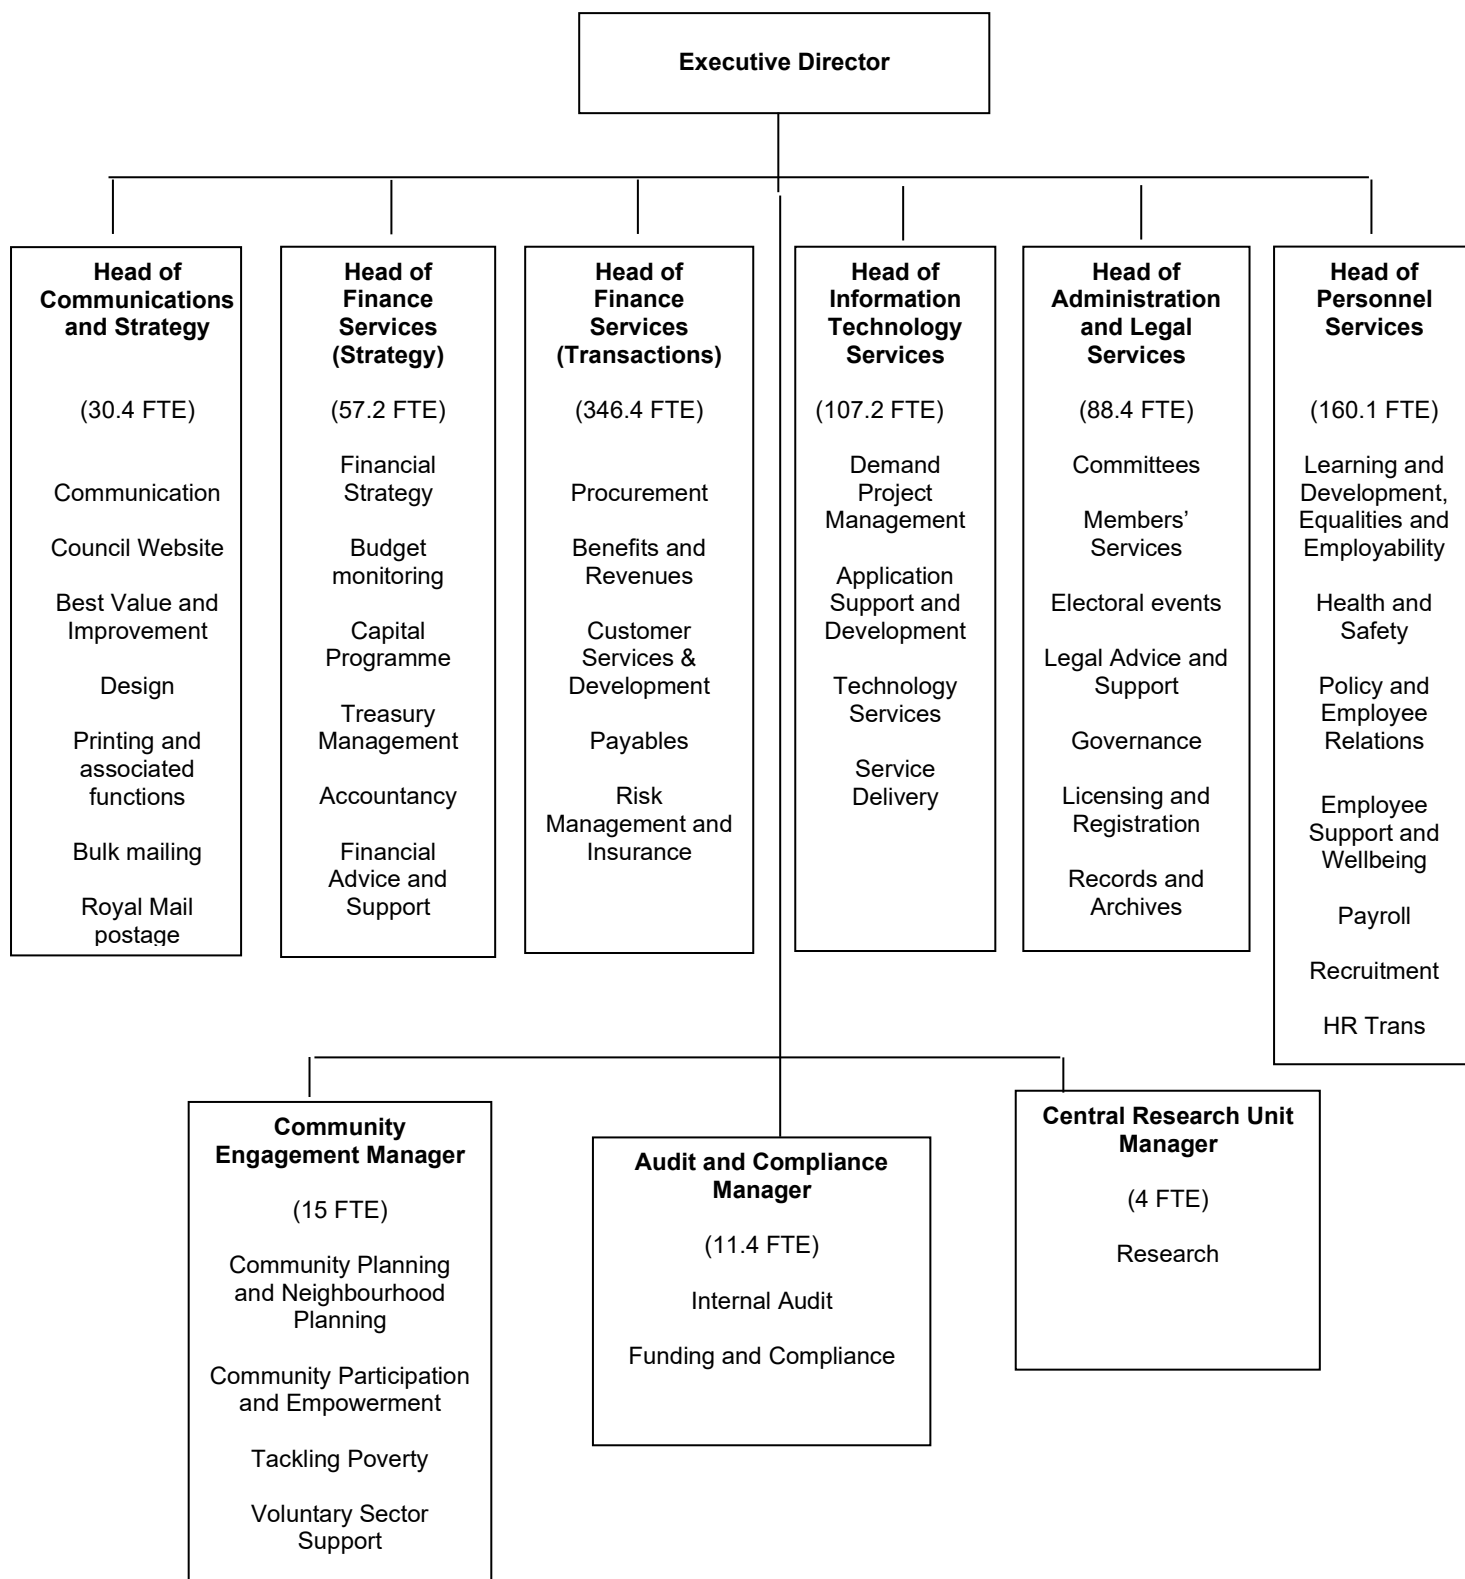 Executive Director
Head of
Communications
and Strategy
(30.4 FTE)
Communication
Council Website
Best Value and
Improvement
Design
Printing and
associated
functions
Bulk mailing
Royal Mail
postage
Head of
Finance
Services
(Strategy)
(57.2 FTE)
Financial
Strategy
Budget
monitoring
Capital
Programme
Treasury
Management
Accountancy
Financial
Advice and
Support
Head of
Finance
Services
(Transactions)
(346.4 FTE)
Procurement
Benefits and
Revenues
Customer
Services &
Development
Payables
Risk
Management and
Insurance
Head of
Information
Technology
Services
(107.2 FTE)
Demand
Project
Management
Application
Support and
Development
Technology
Services
Service
Delivery
Head of
Administration
and Legal
Services
(88.4 FTE)
Committees
Members’
Services
Electoral events
Legal Advice and
Support
Governance
Licensing and
Registration
Records and
Archives
Head of
Personnel
Services
(160.1 FTE)
Learning and
Development,
Equalities and
Employability
Health and
Safety
Policy and
Employee
Relations
Employee
Support and
Wellbeing
Payroll
Recruitment
HR Trans
Community
Engagement Manager
(15 FTE)
Community Planning
and Neighbourhood
Planning
Community Participation
and Empowerment
Tackling Poverty
Voluntary Sector
Support
Audit and Compliance
Manager
(11.4 FTE)
Internal Audit
Funding and Compliance
Central Research Unit
Manager
(4 FTE)
Research